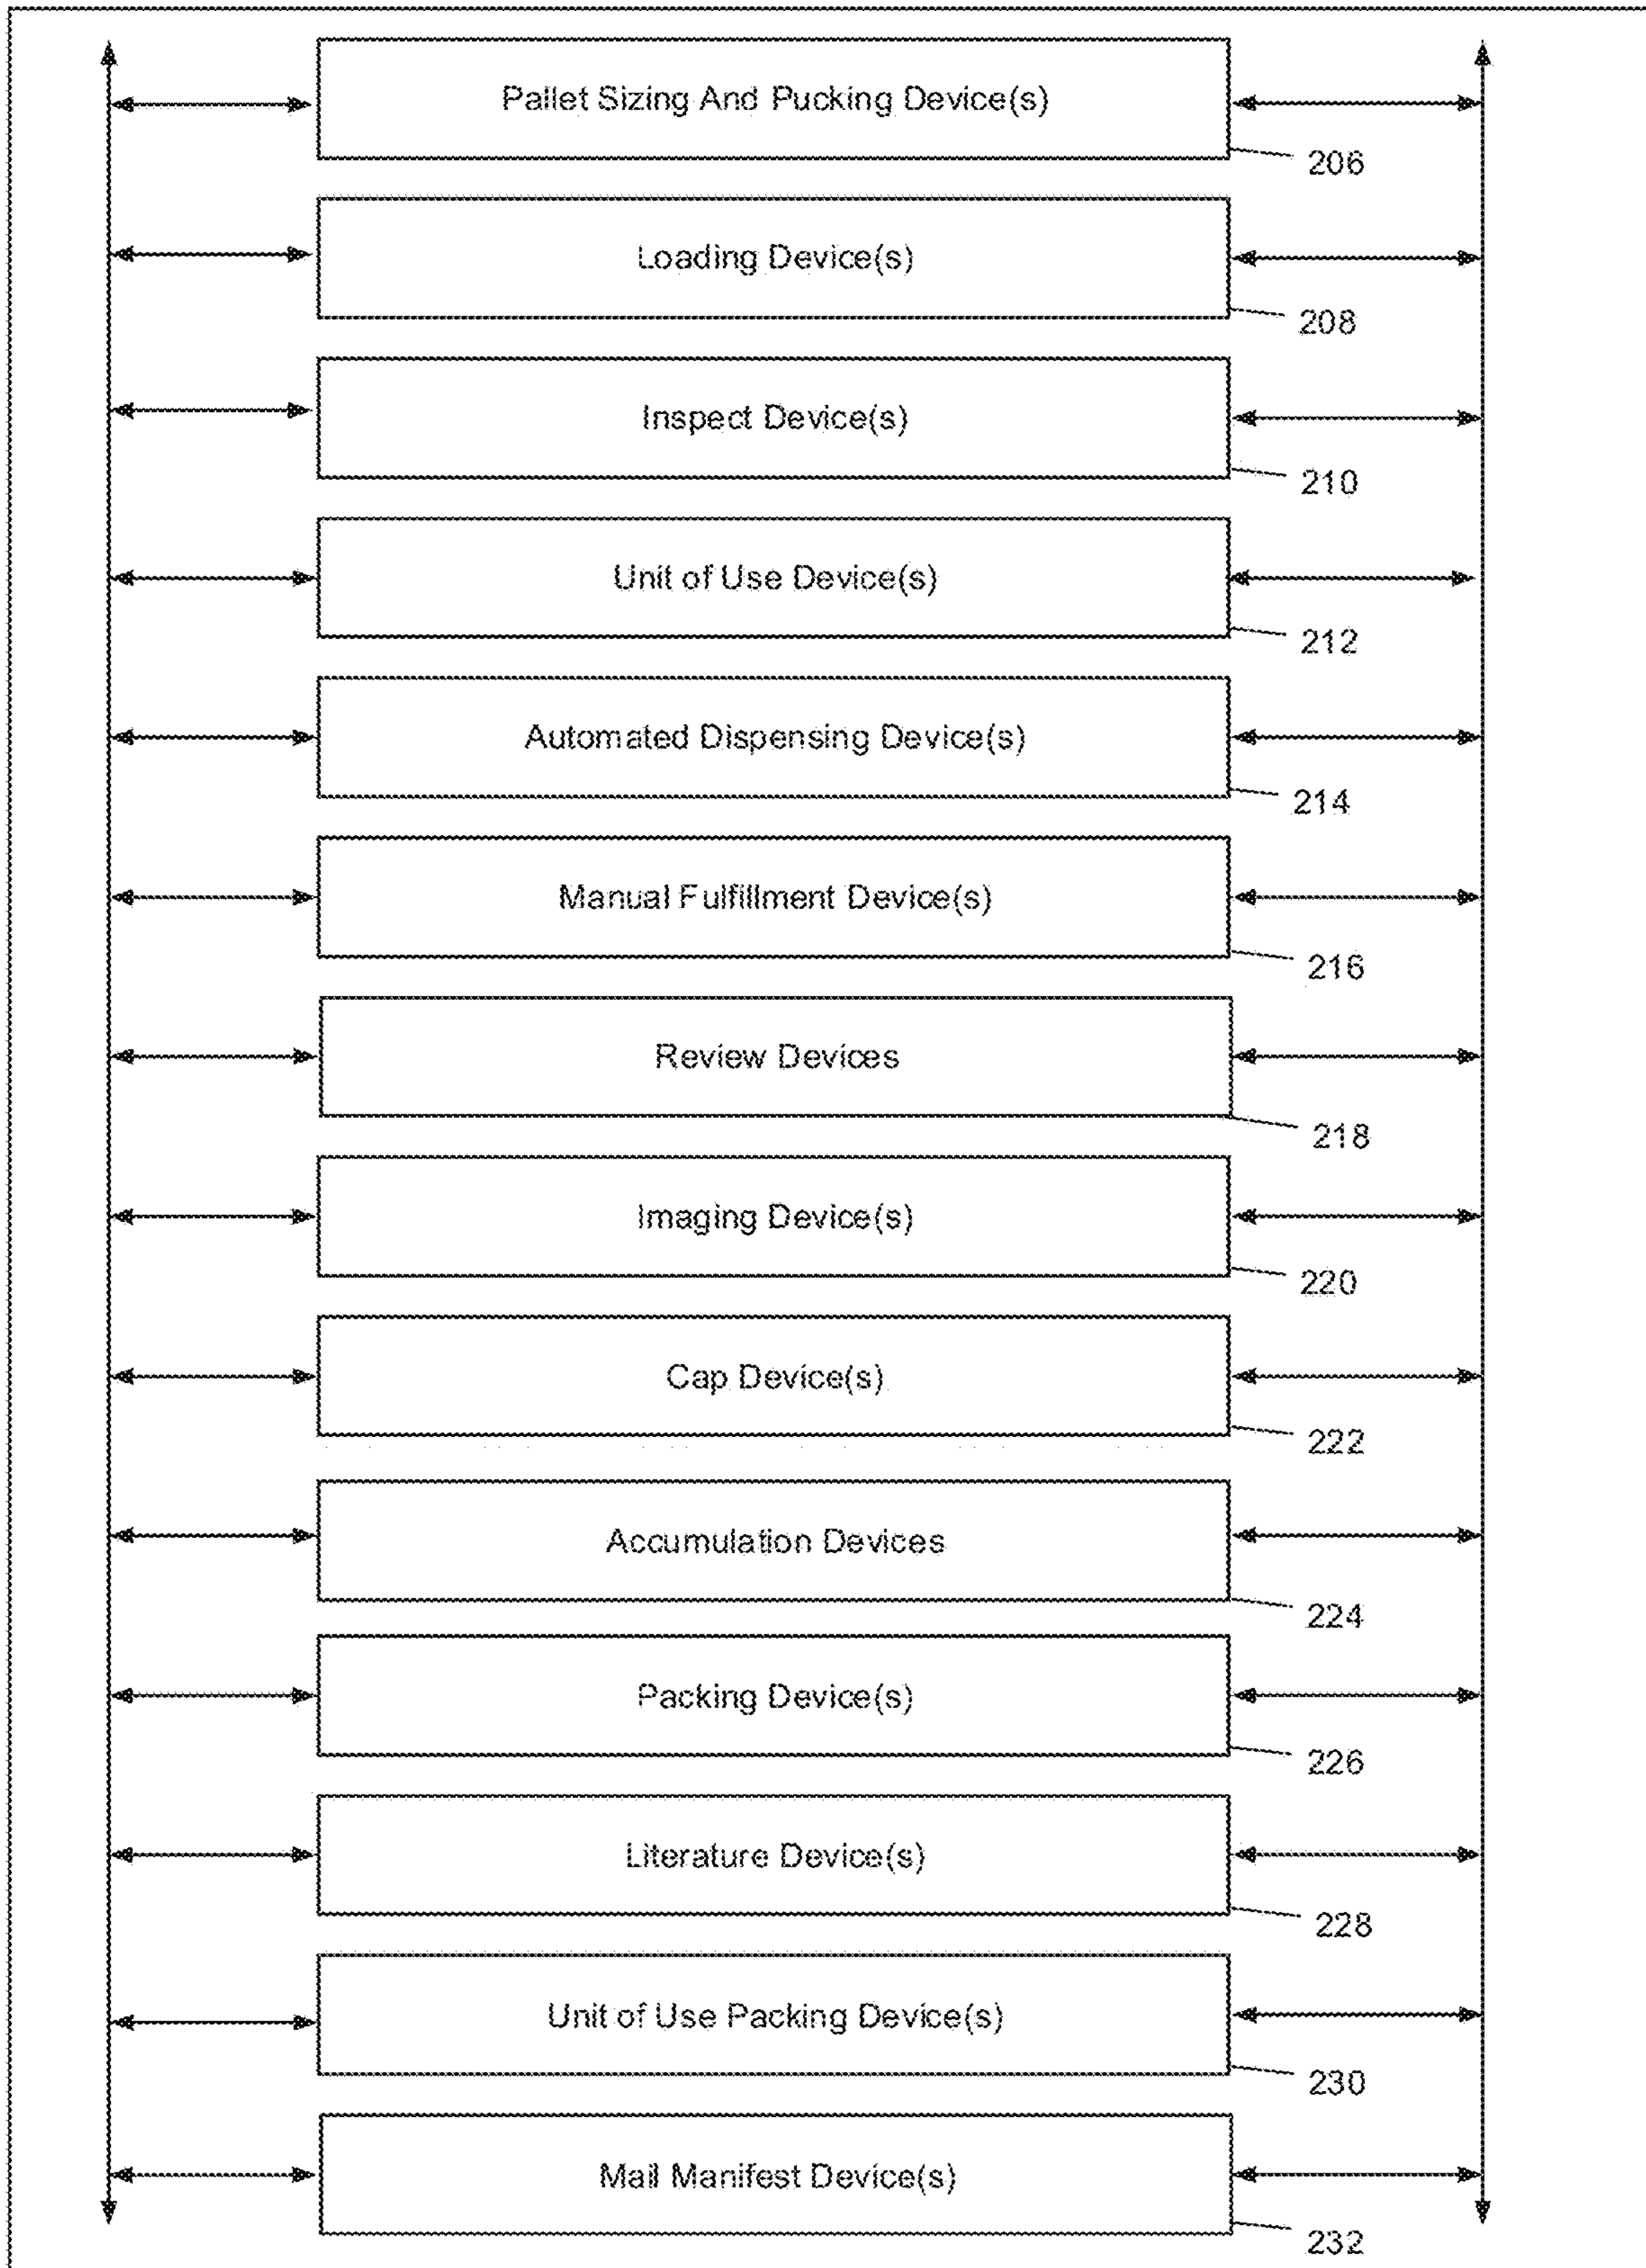 Pallet Sizing And Pucking Device(s)
206
Loading Device(s)
208
Inspect Device(s)
210
Unit of Use Device(s)
212
Automated Dispensing Device(s)
214
Manual Fulfillment Device(s)
216
Review Devices
218
Imaging Device(s)
220
Cap Device(s)
222
Accumulation Devices
224
Packing Device(s)
226
Literature Device(s)
228
Unit of Use Packing Device(s)
230
Mail Manifest Device(s)
232